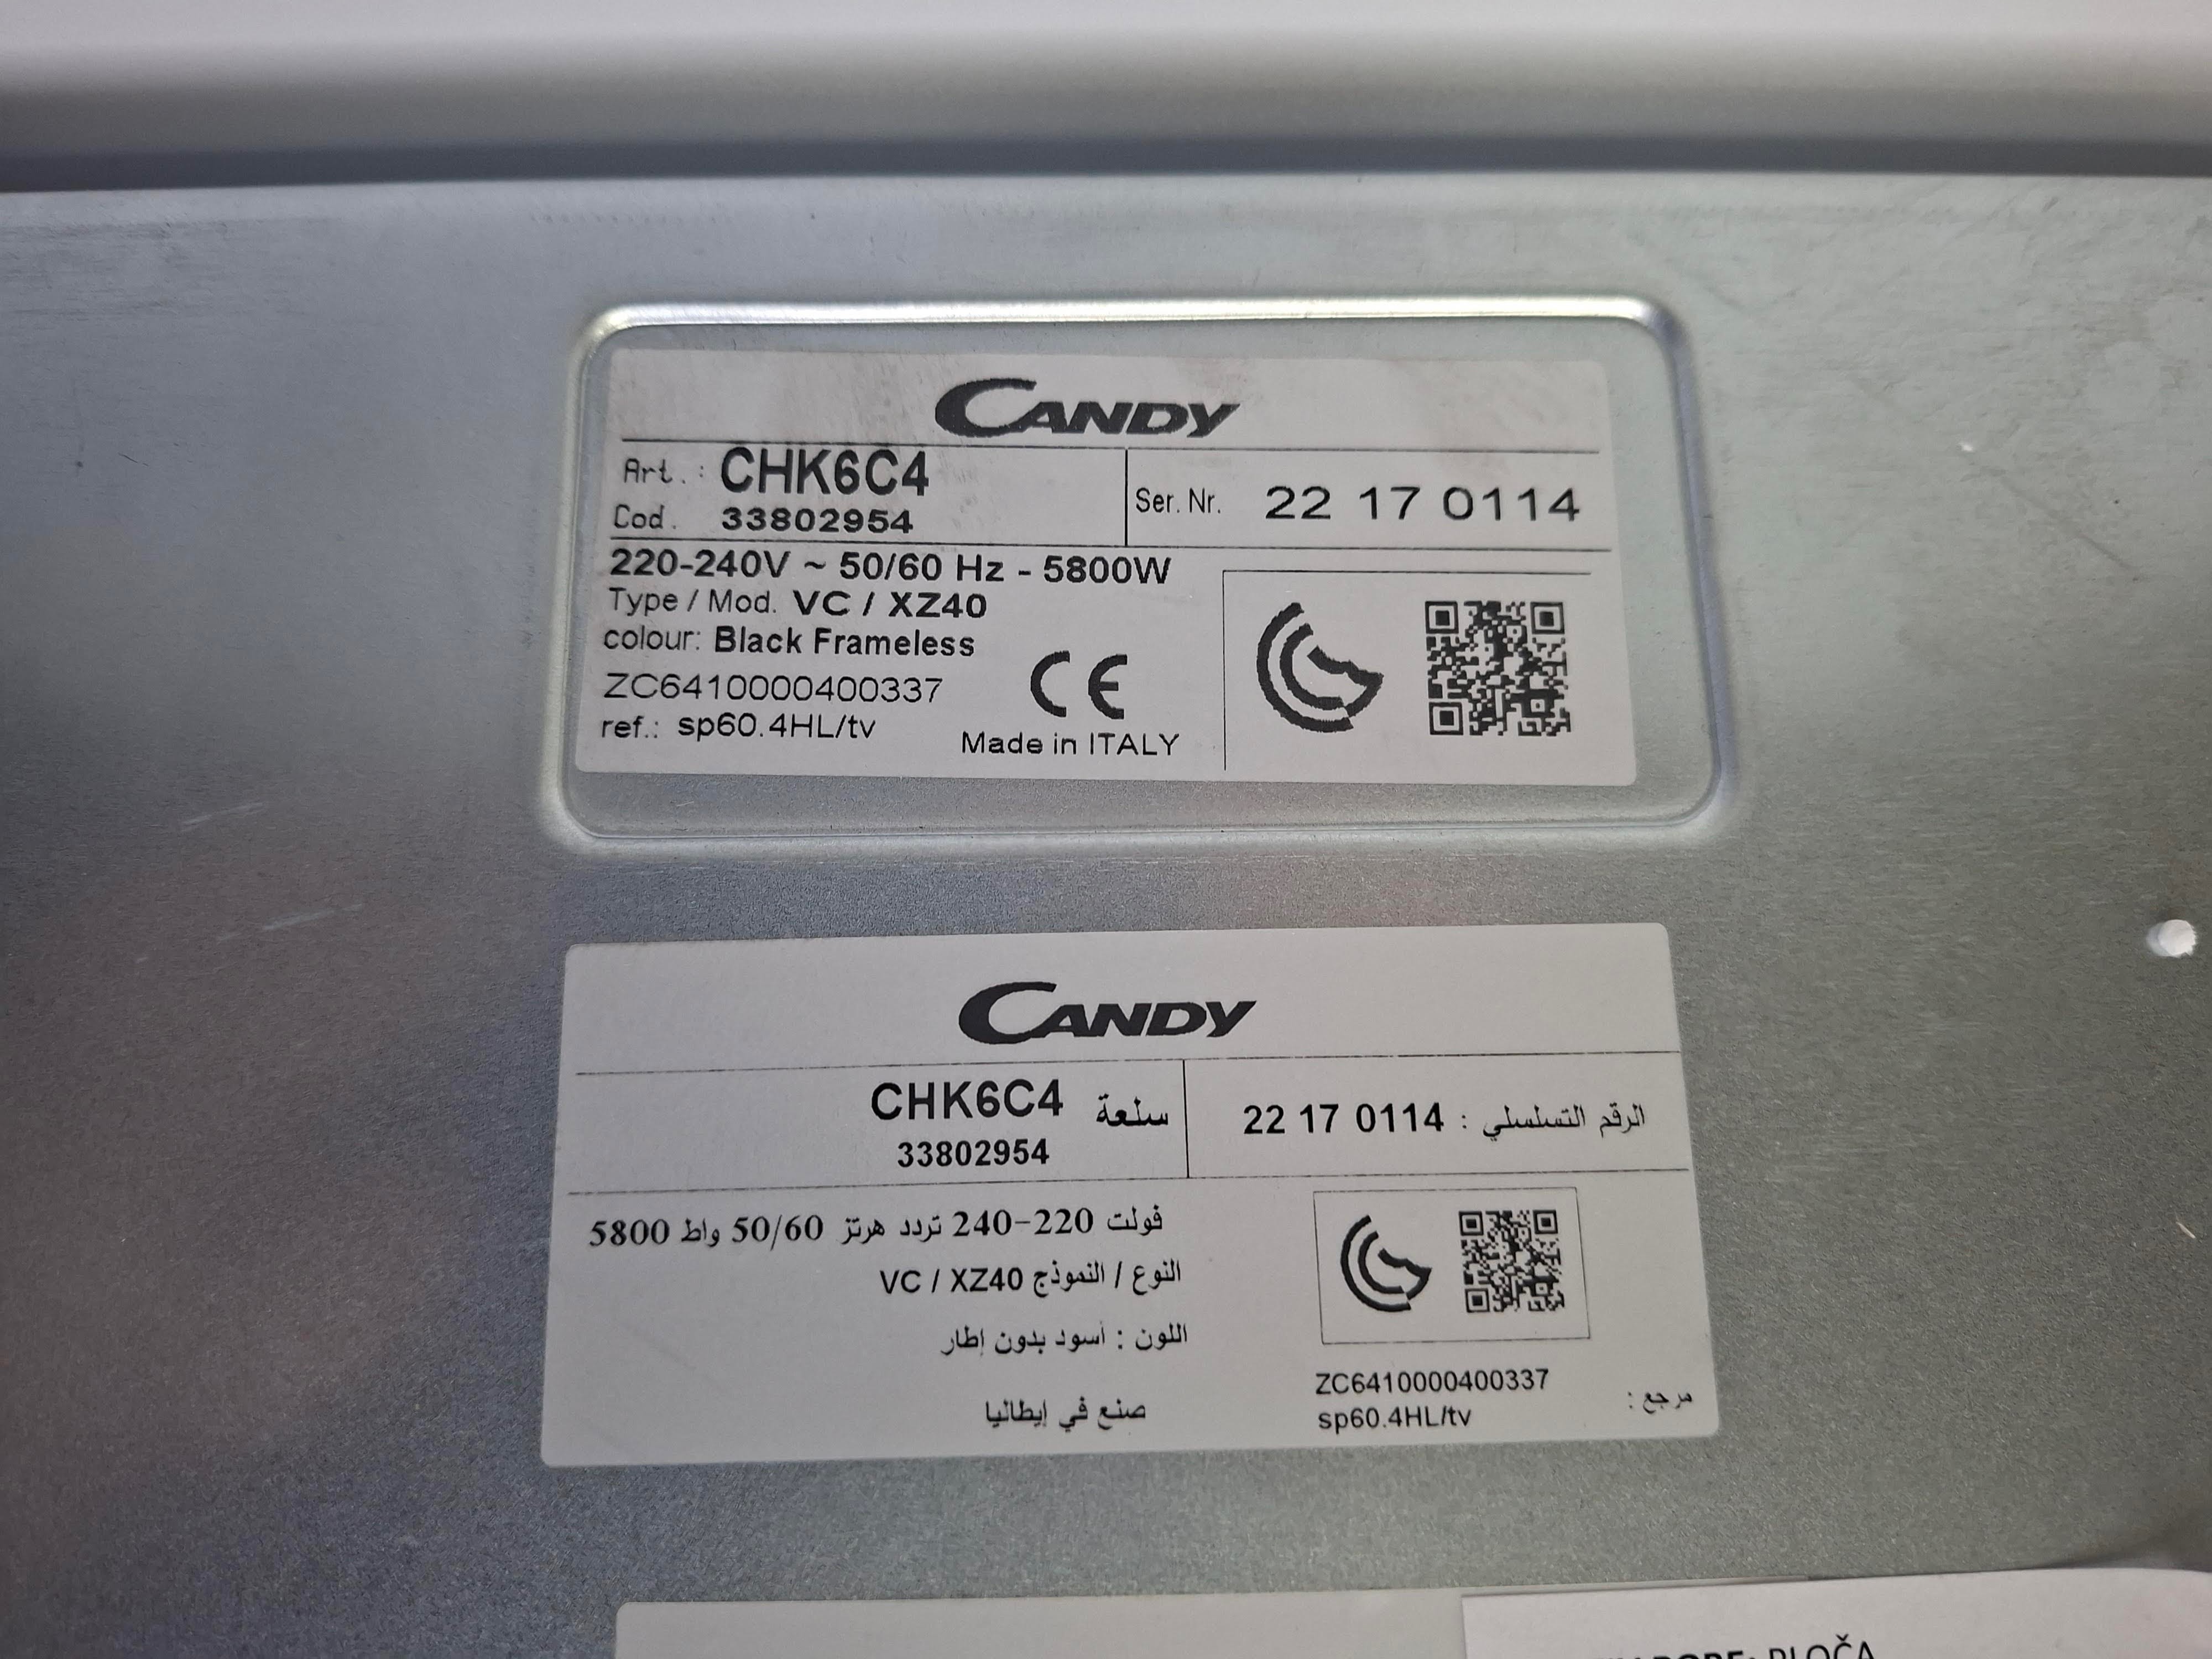 CANDY
Art. : CHK6C4
Cod. 33802954
Ser. Nr. 22 17 0114
220-240V ~ 50/60 Hz - 5800W
Type / Mod. VC / XZ40
colour: Black Frameless
ZC6410000400337
ref.: sp60.4HL/tv
CE
Made in ITALY
CANDY
سلعة CHK6C4
33802954
الرقم التسلسلي : 22 17 0114
فولت 220-240 تردد هرتز 50/60 واط 5800
النوع / النموذج VC / XZ40
اللون : أسود بدون إطار
صنع في إيطاليا
ZC6410000400337
مرجع : sp60.4HL/tv
PLOČA